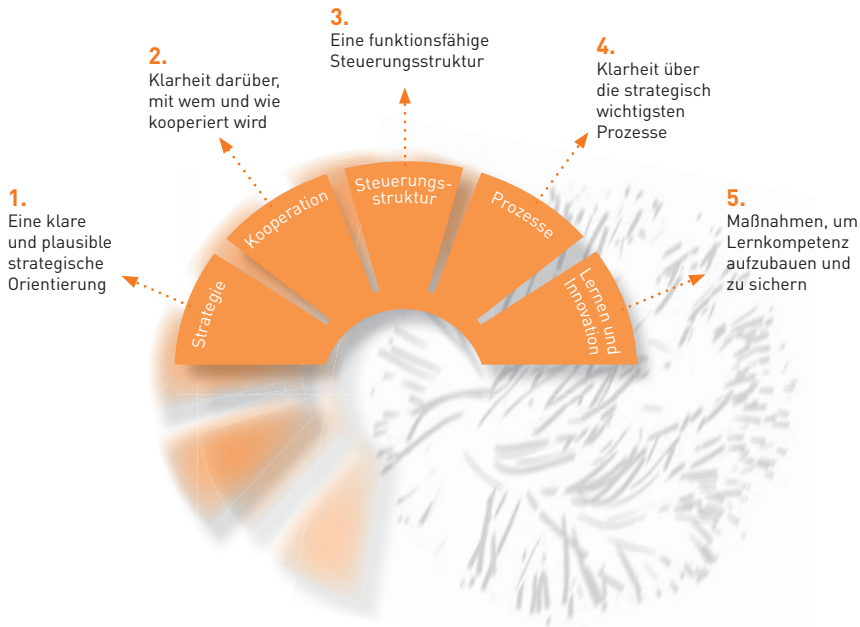 1.
Eine klare
und plausible
strategische
Orientierung
2.
Klarheit darüber,
mit wem und wie
kooperiert wird
3.
Eine funktionsfähige
Steuerungsstruktur
4.
Klarheit über
die strategisch
wichtigsten
Prozesse
5.
Maßnahmen, um
Lernkompetenz
aufzubauen und
zu sichern
Strategie
Kooperation
Steuerungs-
struktur
Prozesse
Lernen und
Innovation